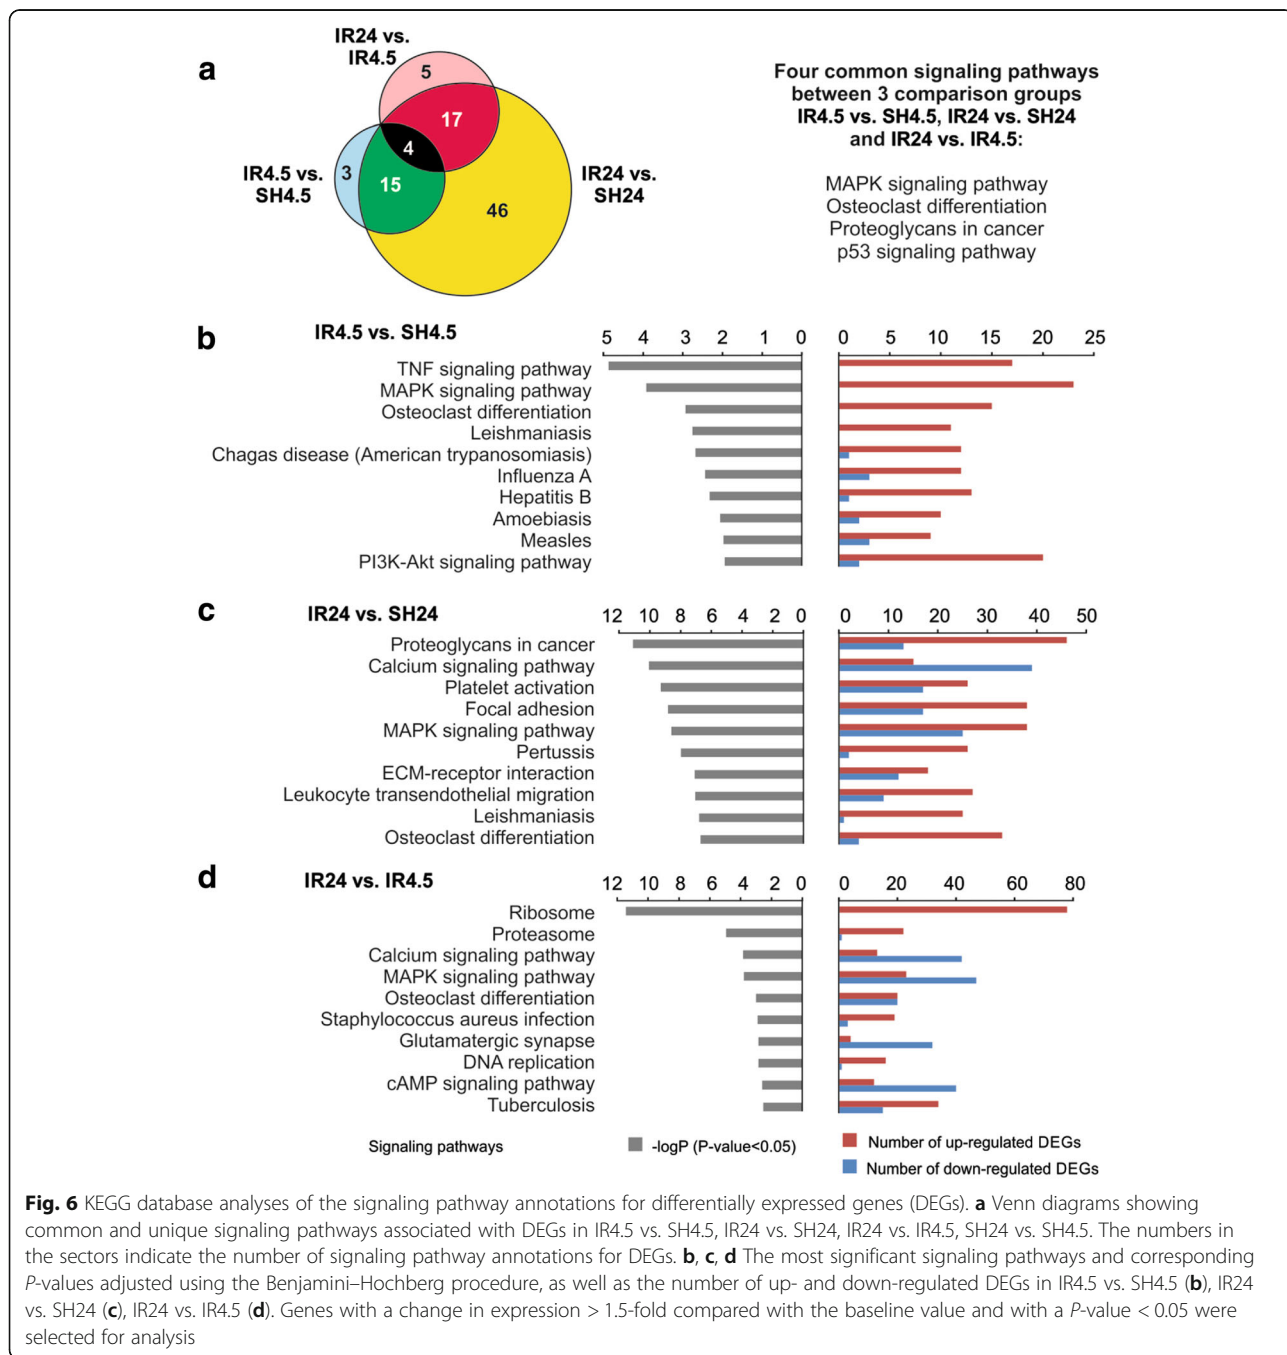 a
IR24 vs.
IR4.5
5
17
4
3
15
46
IR4.5 vs.
SH4.5
IR24 vs.
SH24
Four common signaling pathways
between 3 comparison groups
IR4.5 vs. SH4.5, IR24 vs. SH24
and IR24 vs. IR4.5:
MAPK signaling pathway
Osteoclast differentiation
Proteoglycans in cancer
p53 signaling pathway
b
IR4.5 vs. SH4.5
5 4 3 2 1 0
0 5 10 15 20 25
TNF signaling pathway
MAPK signaling pathway
Osteoclast differentiation
Leishmaniasis
Chagas disease (American trypanosomiasis)
Influenza A
Hepatitis B
Amoebiasis
Measles
PI3K-Akt signaling pathway
c
IR24 vs. SH24
12 10 8 6 4 2 0
0 10 20 30 40 50
Proteoglycans in cancer
Calcium signaling pathway
Platelet activation
Focal adhesion
MAPK signaling pathway
Pertussis
ECM-receptor interaction
Leukocyte transendothelial migration
Leishmaniasis
Osteoclast differentiation
d
IR24 vs. IR4.5
12 10 8 6 4 2 0
0 20 40 60 80
Ribosome
Proteasome
Calcium signaling pathway
MAPK signaling pathway
Osteoclast differentiation
Staphylococcus aureus infection
Glutamatergic synapse
DNA replication
cAMP signaling pathway
Tuberculosis
Signaling pathways
-logP (P-value<0.05)
Number of up-regulated DEGs
Number of down-regulated DEGs
Fig. 6 KEGG database analyses of the signaling pathway annotations for differentially expressed genes (DEGs). a Venn diagrams showing
common and unique signaling pathways associated with DEGs in IR4.5 vs. SH4.5, IR24 vs. SH24, IR24 vs. IR4.5, SH24 vs. SH4.5. The numbers in
the sectors indicate the number of signaling pathway annotations for DEGs. b, c, d The most significant signaling pathways and corresponding
P-values adjusted using the Benjamini–Hochberg procedure, as well as the number of up- and down-regulated DEGs in IR4.5 vs. SH4.5 (b), IR24
vs. SH24 (c), IR24 vs. IR4.5 (d). Genes with a change in expression > 1.5-fold compared with the baseline value and with a P-value < 0.05 were
selected for analysis